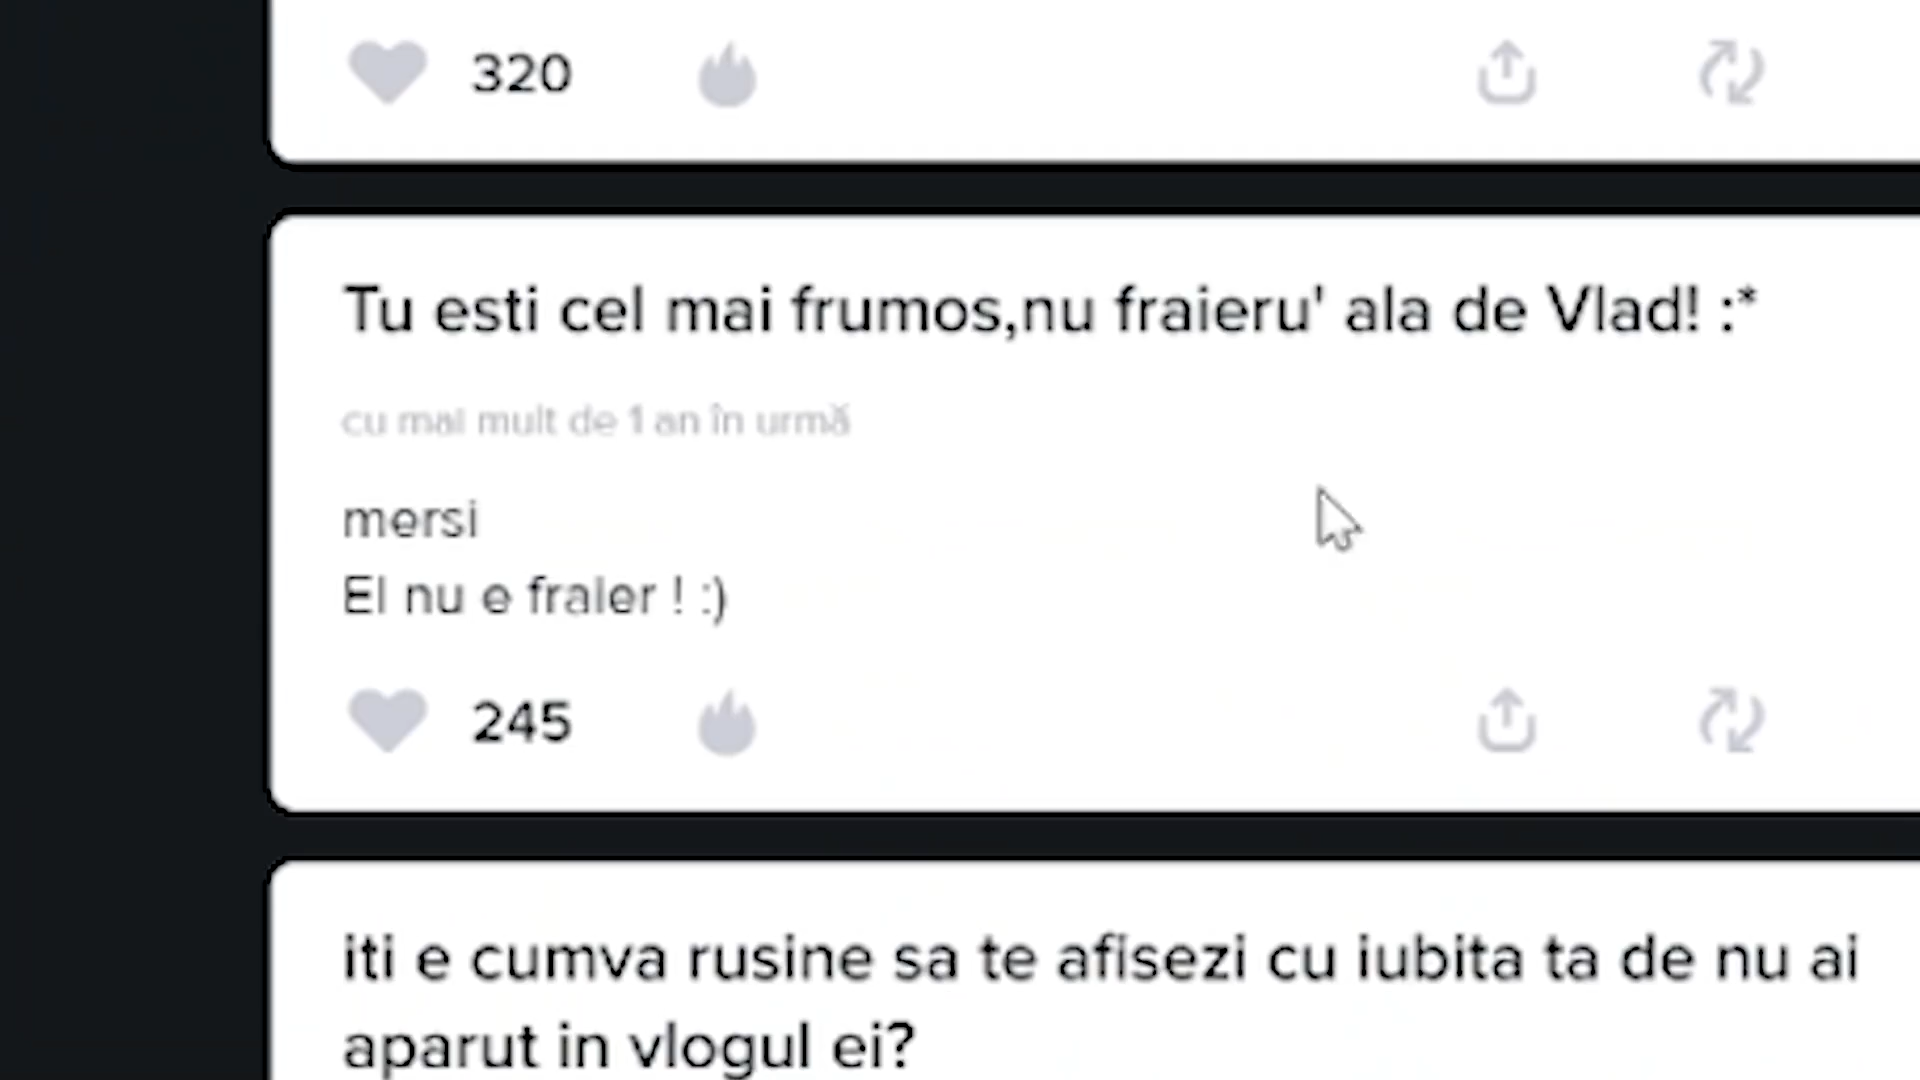 320
Tu esti cel mai frumos,nu fraieru' ala de Vlad! :*
cu mai mult de 1 an în urmă
mersi
El nu e fraier ! :)
245
iti e cumva rusine sa te afisezi cu iubita ta de nu ai
aparut in vlogul ei?